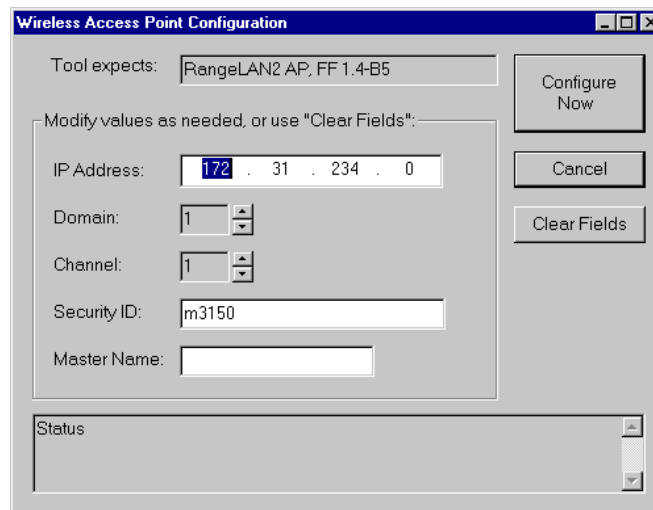 Wireless Access Point Configuration
Tool expects: RangeLAN2 AP, FF 1.4-B5
Configure
Now
Modify values as needed, or use "Clear Fields":
IP Address: 172 . 31 . 234 . 0
Cancel
Domain: 1
Clear Fields
Channel: 1
Security ID: m3150
Master Name:
Status